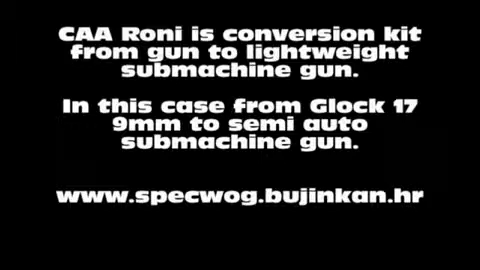 CAA Roni is conversion kit
from gun to lightweight
submachine gun.
In this case from Glock 17
9mm to semi auto
submachine gun.
www.specwog.bujinkan.hr